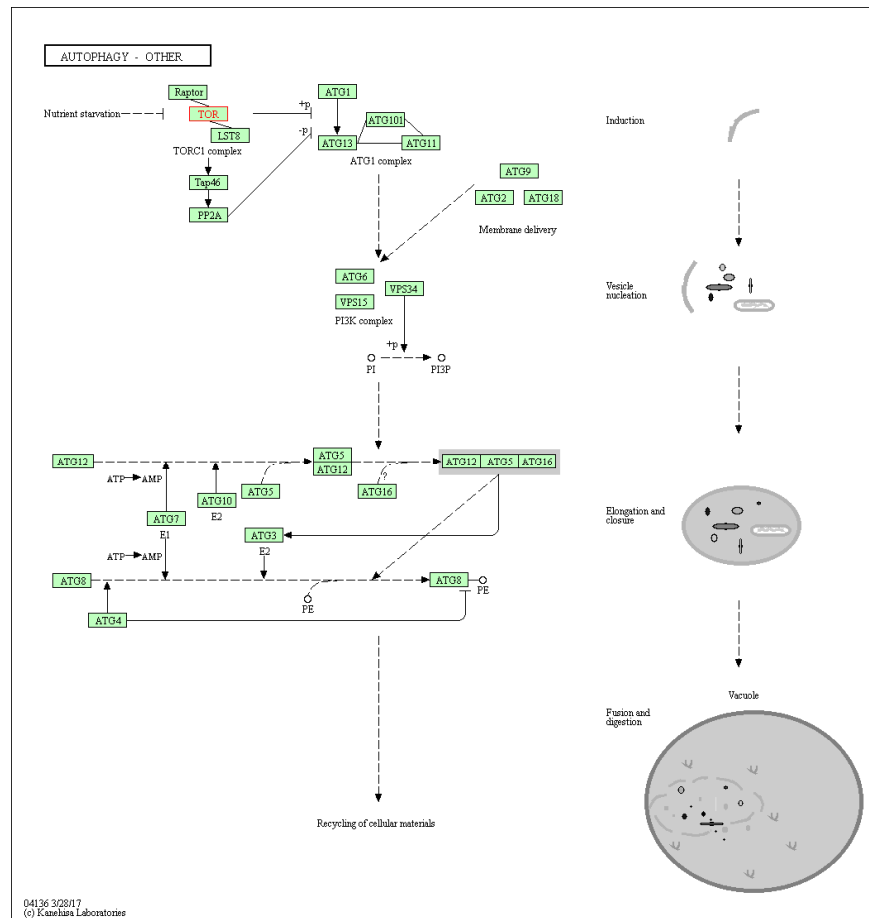 AUTOPHAGY - OTHER
Raptor
Nutrient starvation
TOR
LST8
TORC1 complex
Tap46
PP2A
+p
-p
ATG1
ATG101
ATG13
ATG11
ATG1 complex
ATG9
ATG2
ATG18
Membrane delivery
ATG6
VPS34
VPS15
PI3K complex
+p
PI
PI3P
ATG12
ATP
AMP
ATG7
E1
ATG10
E2
ATG5
ATG5
ATG12
ATG16
?
ATG12
ATG5
ATG16
ATG3
E2
ATP
AMP
ATG8
PE
ATG8
PE
ATG4
Recycling of cellular materials
Induction
Vesicle
nucleation
Elongation and
closure
Vacuole
Fusion and
digestion
04136 3/28/17
(c) Kanehisa Laboratories